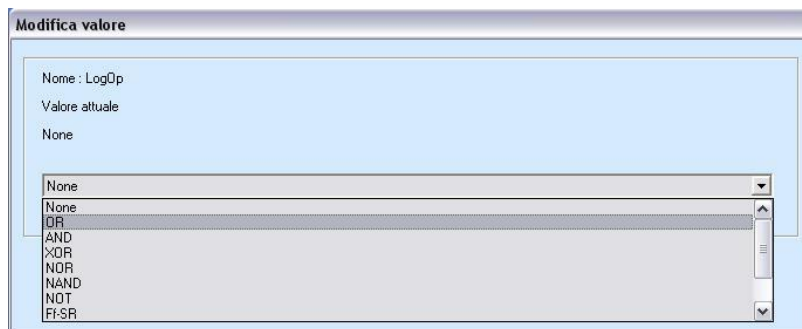 Modifica valore
Nome : LogOp
Valore attuale
None
None
None
OR
AND
XOR
NOR
NAND
NOT
Ff-SR